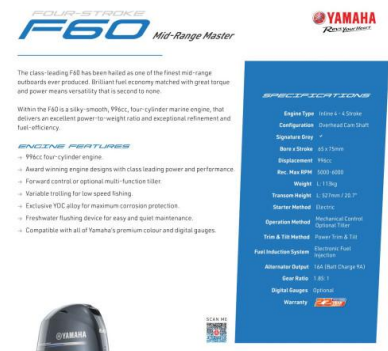 FOUR-STROKE
F60 Mid-Range Master
YAMAHA
Revs Your Heart
The class-leading F60 has been hailed as one of the finest mid-range
outboards ever produced. Brilliant fuel economy matched with great torque
and power means versatility that is second to none.
Within the F60 is a silky-smooth, 996cc, four-cylinder marine engine, that
delivers an excellent power-to-weight ratio and exceptional refinement and
fuel-efficiency.
ENGINE FEATURES
→ 996cc four-cylinder engine.
→ Award winning engine designs with class leading power and performance.
→ Forward control or optional multi-function tiller.
→ Variable trolling for low speed fishing.
→ Exclusive YDC alloy for maximum corrosion protection.
→ Freshwater flushing device for easy and quiet maintenance.
→ Compatible with all of Yamaha's premium colour and digital gauges.
SPECIFICATIONS
Engine Type Inline 4 - 4 Stroke
Configuration Overhead Cam Shaft
Signature Grey
Bore x Stroke 65 x 75mm
Displacement 996cc
Rec. Max RPM 5000-6000
Weight L: 113kg
Transom Height L: 527mm / 20.7"
Starter Method Electric
Operation Method Mechanical Control
Optional Tiller
Trim & Tilt Method Power Trim & Tilt
Fuel Induction System Electronic Fuel
Injection
Alternator Output 16A (Batt Charge 9A)
Gear Ratio 1.85: 1
Digital Gauges Optional
Warranty
SCAN ME
YAMAHA